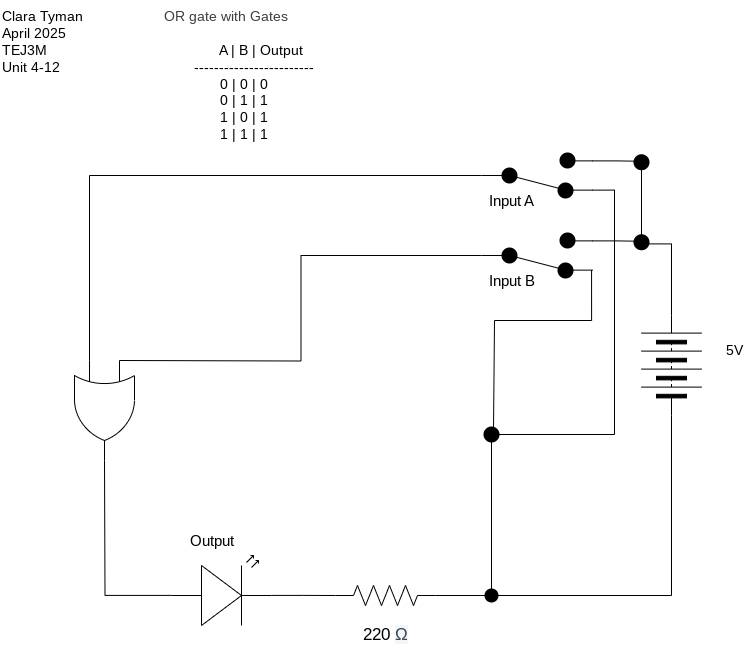 Clara Tyman
April 2025
TEJ3M
Unit 4-12
OR gate with Gates
A | B | Output
------------------------
0 | 0 | 0
0 | 1 | 1
1 | 0 | 1
1 | 1 | 1
Input A
Input B
5V
Output
220 Ω